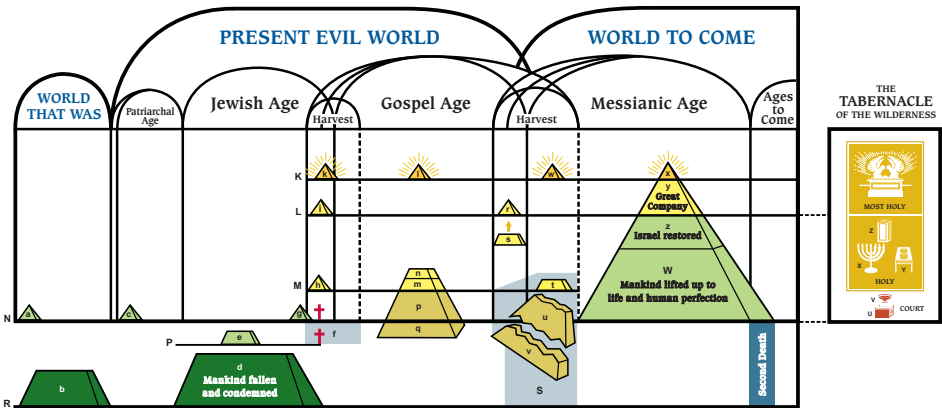 PRESENT EVIL WORLD
WORLD TO COME
WORLD
THAT WAS
Patriarchal
Age
Jewish Age
Harvest
Gospel Age
Harvest
Messianic Age
Ages
to
Come
THE
TABERNACLE
OF THE WILDERNESS
K
k
l
w
x
y
Great
Company
L
i
r
s
z
Israel restored
M
h
n
m
t
W
Mankind lifted up to
life and human perfection
N
a
c
g
p
u
P
e
f
q
v
b
d
Mankind fallen
and condemned
S
Second Death
R
MOST HOLY
Z
X
Y
HOLY
V
U
COURT